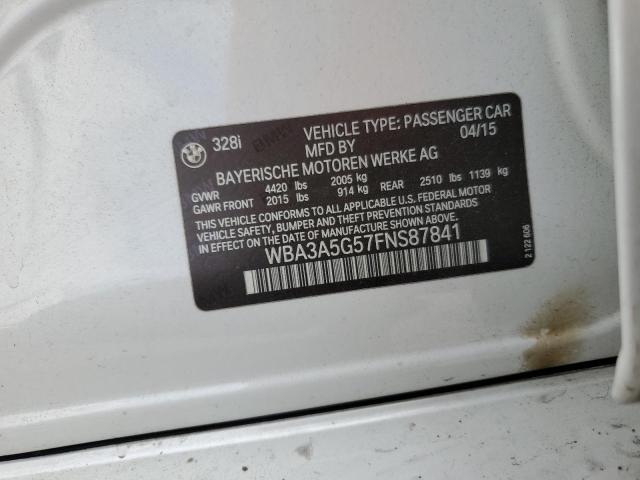 328i VEHICLE TYPE: PASSENGER CAR
MFD BY 04/15
BAYERISCHE MOTOREN WERKE AG
GVWR 4420 lbs 2005 kg
GAWR FRONT 2015 lbs 914 kg REAR 2510 lbs 1139 kg
THIS VEHICLE CONFORMS TO ALL APPLICABLE U.S. FEDERAL MOTOR
VEHICLE SAFETY, BUMPER, AND THEFT PREVENTION STANDARDS
IN EFFECT ON THE DATE OF MANUFACTURE SHOWN ABOVE.
WBA3A5G57FNS87841
2 122 606